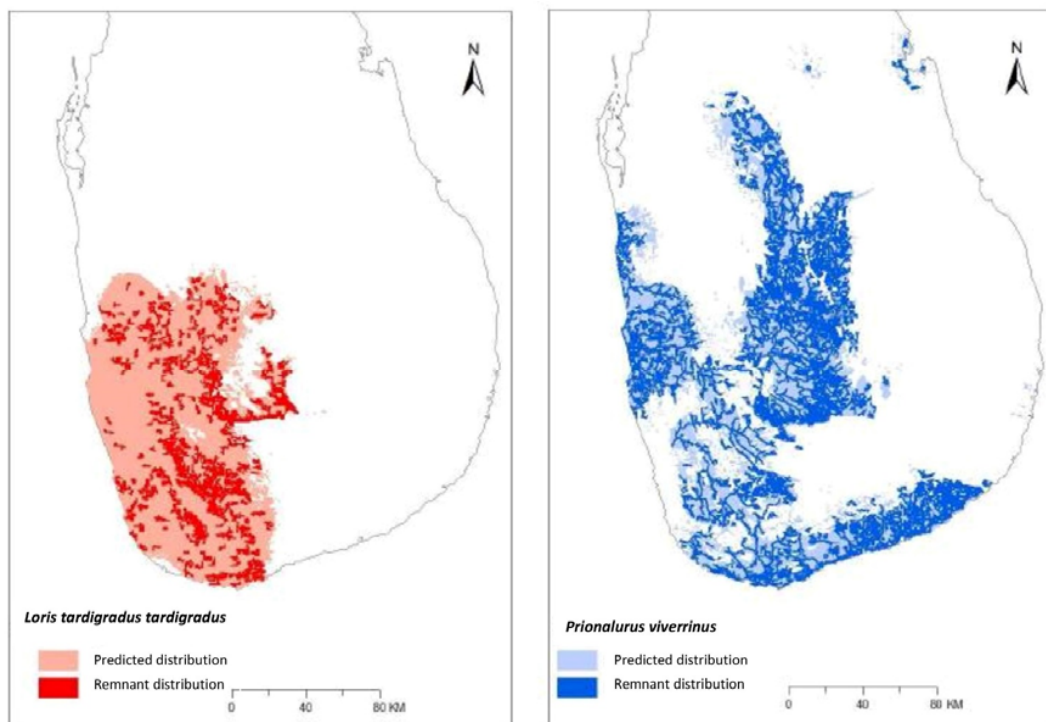 N
Loris tardigradus tardigradus
Predicted distribution
Remnant distribution
0 80 KM
N
Prionalurus viverrinus
Predicted distribution
Remnant distribution
0 40 80 KM